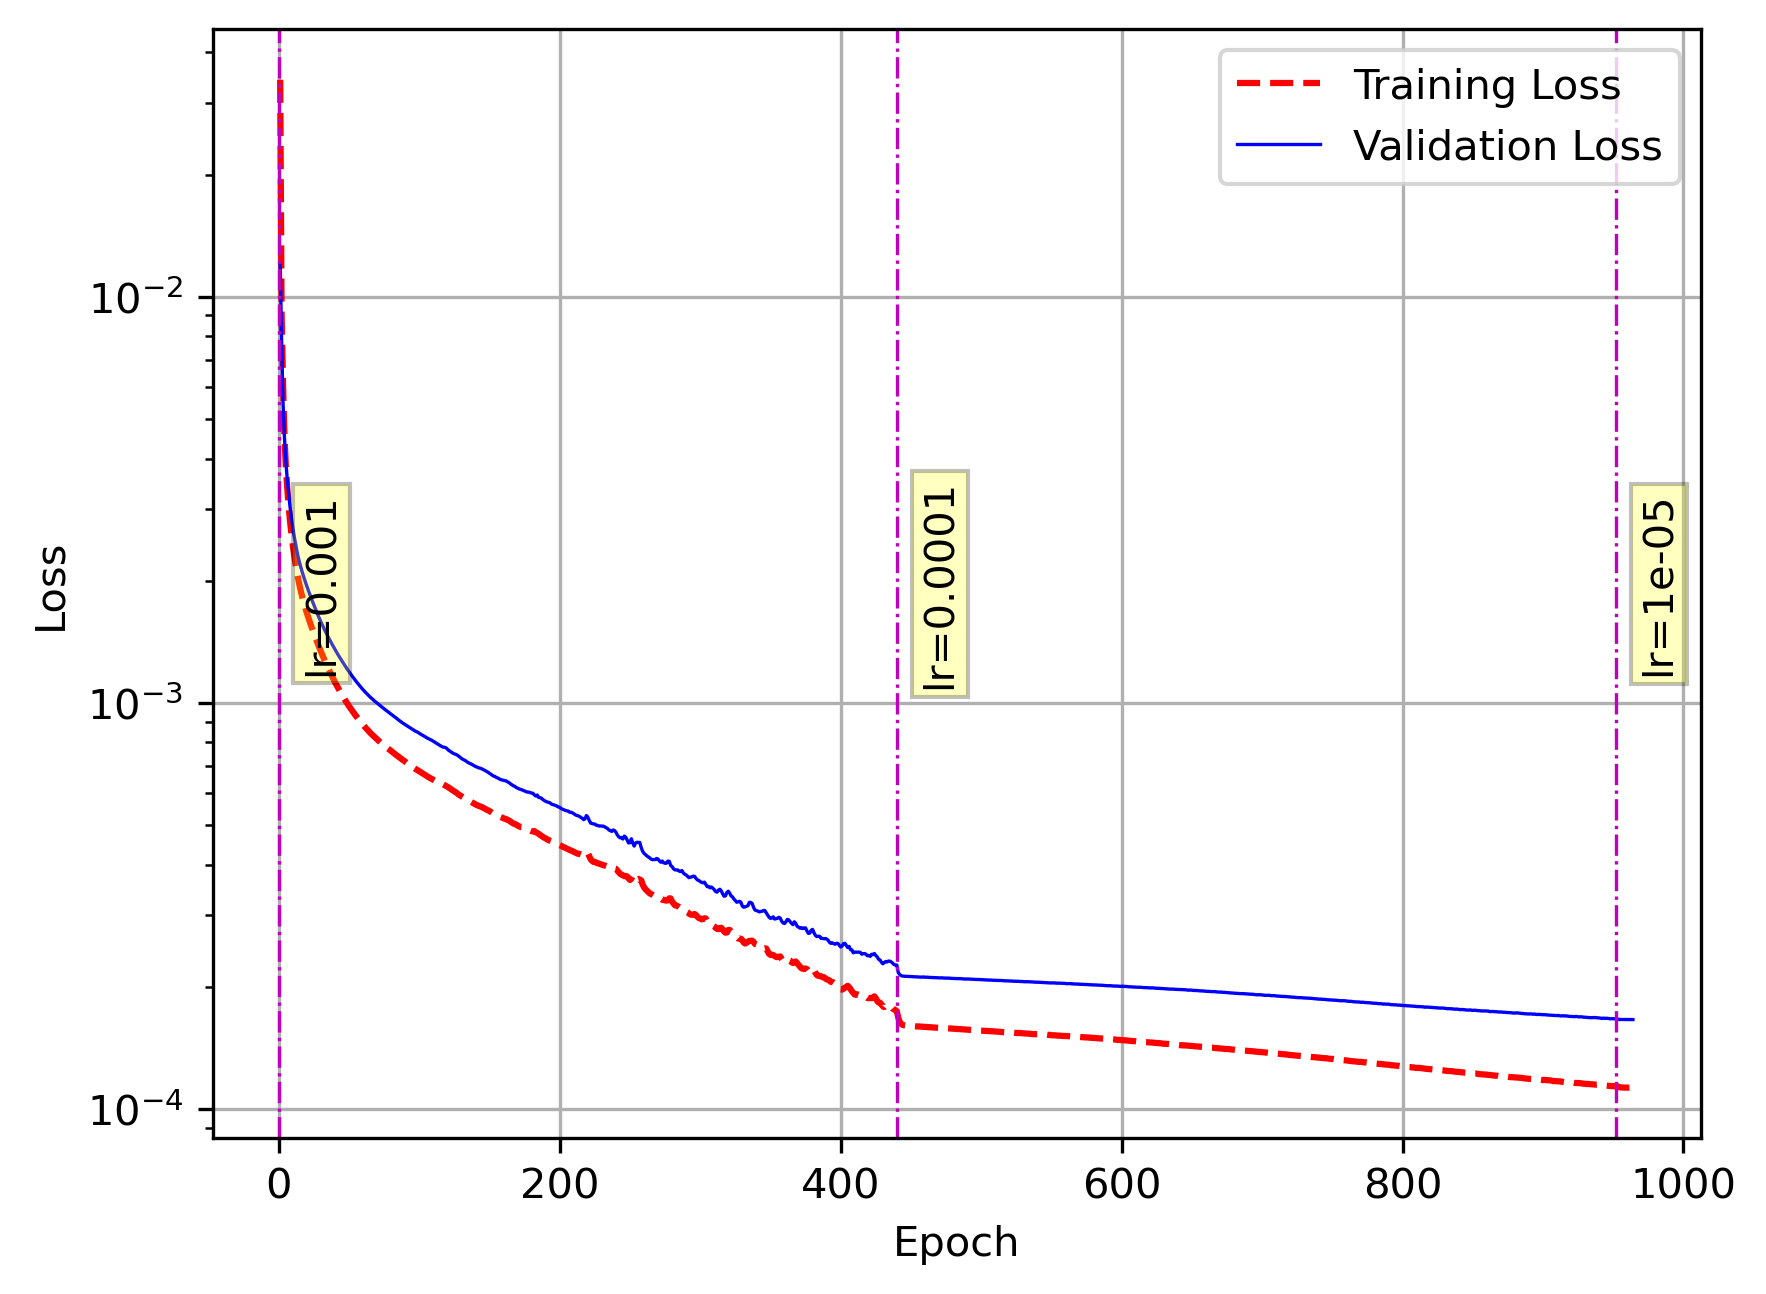 Training Loss
Validation Loss
10⁻²
10⁻³
10⁻⁴
Loss
lr=0.001
lr=0.0001
lr=1e-05
0 200 400 600 800 1000
Epoch